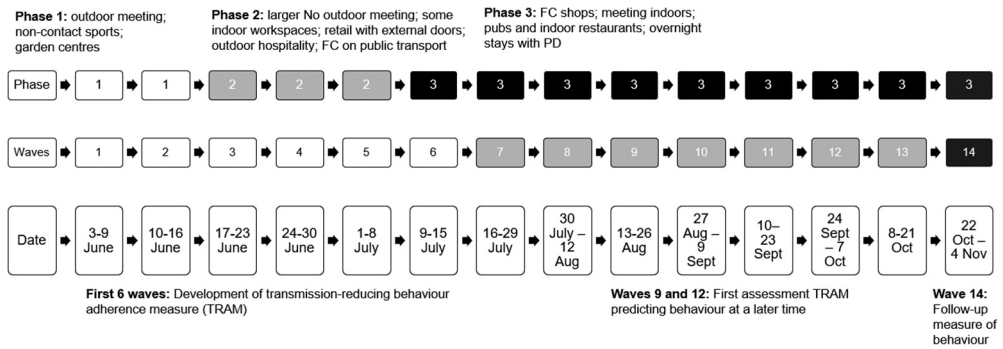 Phase 1: outdoor meeting;
non-contact sports;
garden centres
Phase 2: larger No outdoor meeting; some
indoor workspaces; retail with external doors;
outdoor hospitality; FC on public transport
Phase 3: FC shops; meeting indoors;
pubs and indoor restaurants; overnight
stays with PD
Phase 1 1 2 2 2 3 3 3 3 3 3 3 3 3
Waves 1 2 3 4 5 6 7 8 9 10 11 12 13 14
Date
3-9
June
10-16
June
17-23
June
24-30
June
1-8
July
9-15
July
16-29
July
30
July –
12
Aug
13-26
Aug
27
Aug –
9
Sept
10–
23
Sept
24
Sept
– 7
Oct
8-21
Oct
22
Oct –
4 Nov
First 6 waves: Development of transmission-reducing behaviour
adherence measure (TRAM)
Waves 9 and 12: First assessment TRAM
predicting behaviour at a later time
Wave 14:
Follow-up
measure of
behaviour